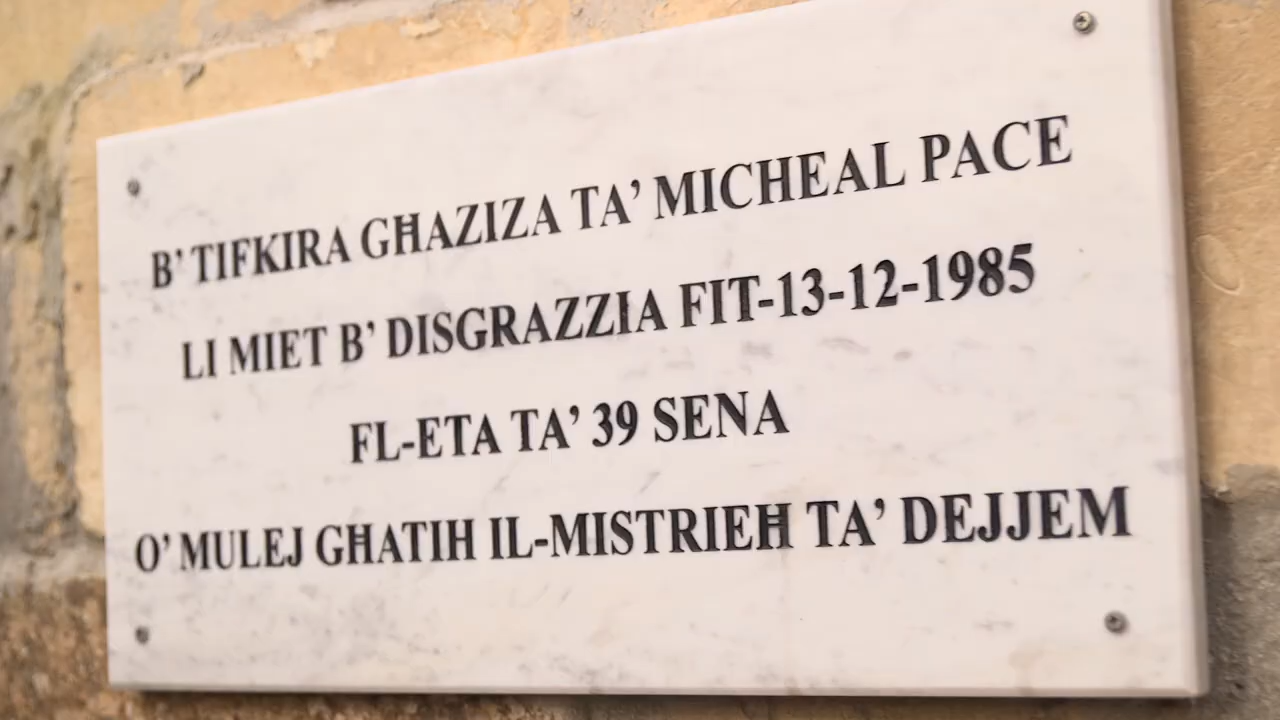 B' TIFKIRA GĦAZIZA TA' MICHEAL PACE
LI MIET B' DISGRAZZIA FIT-13-12-1985
FL-ETA TA' 39 SENA
O' MULEJ GĦATIH IL-MISTRIEĦ TA' DEJJEM